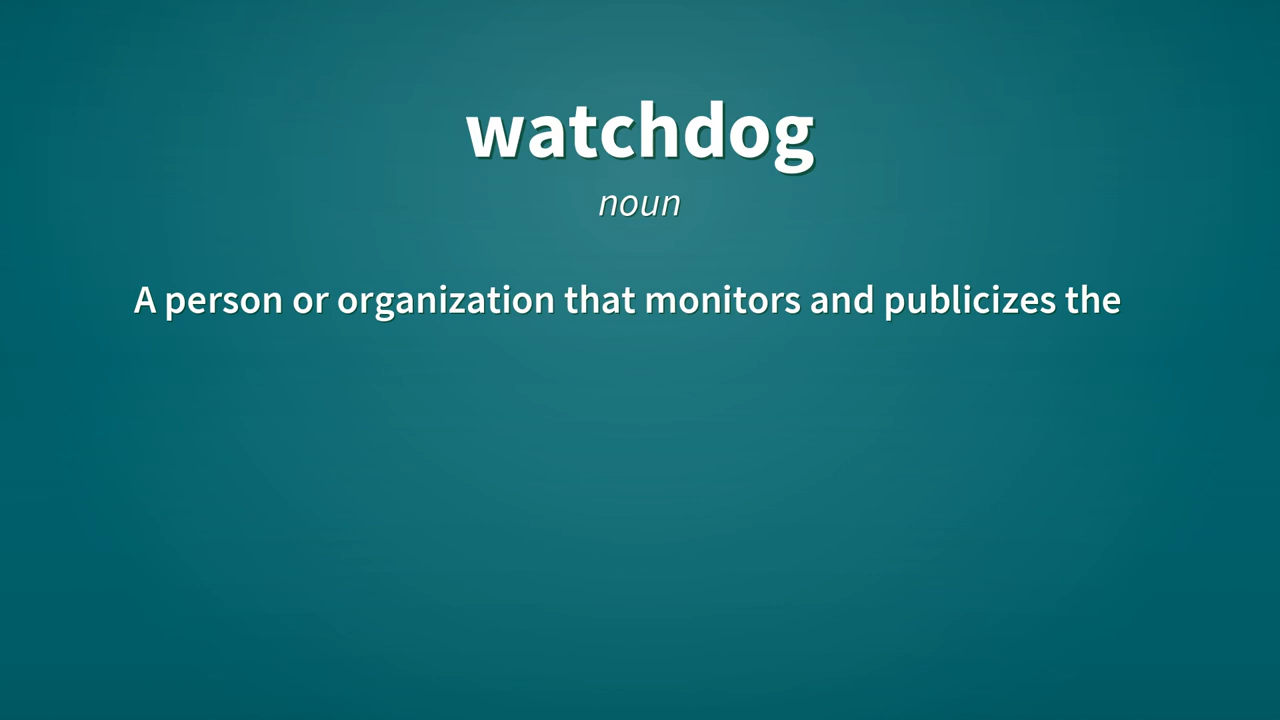 watchdog
noun
A person or organization that monitors and publicizes the